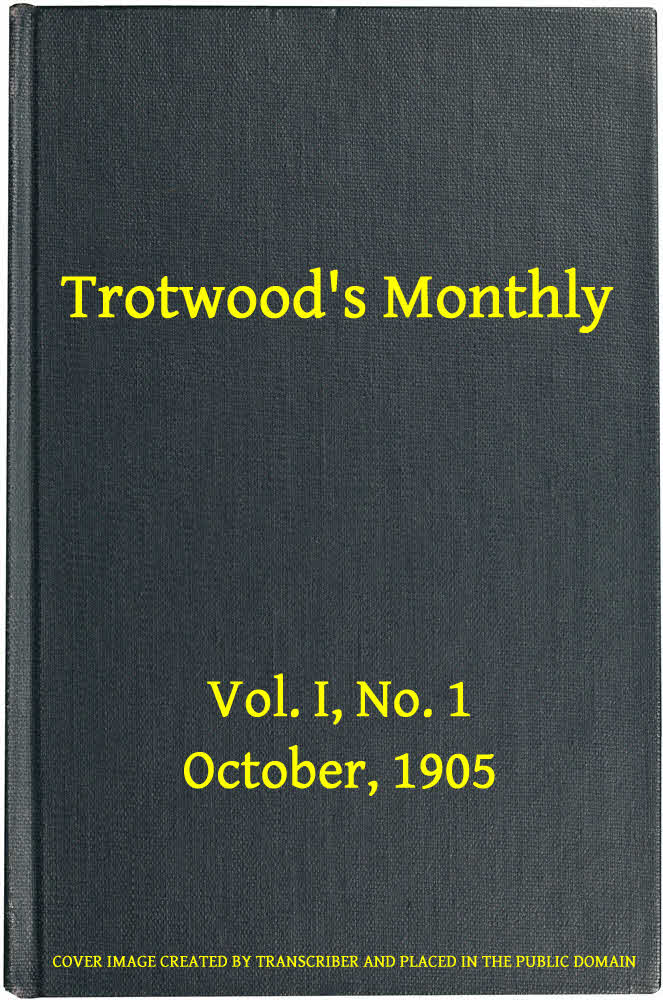 Trotwood's Monthly
Vol. I, No. 1
October, 1905
COVER IMAGE CREATED BY TRANSCRIBER AND PLACED IN THE PUBLIC DOMAIN